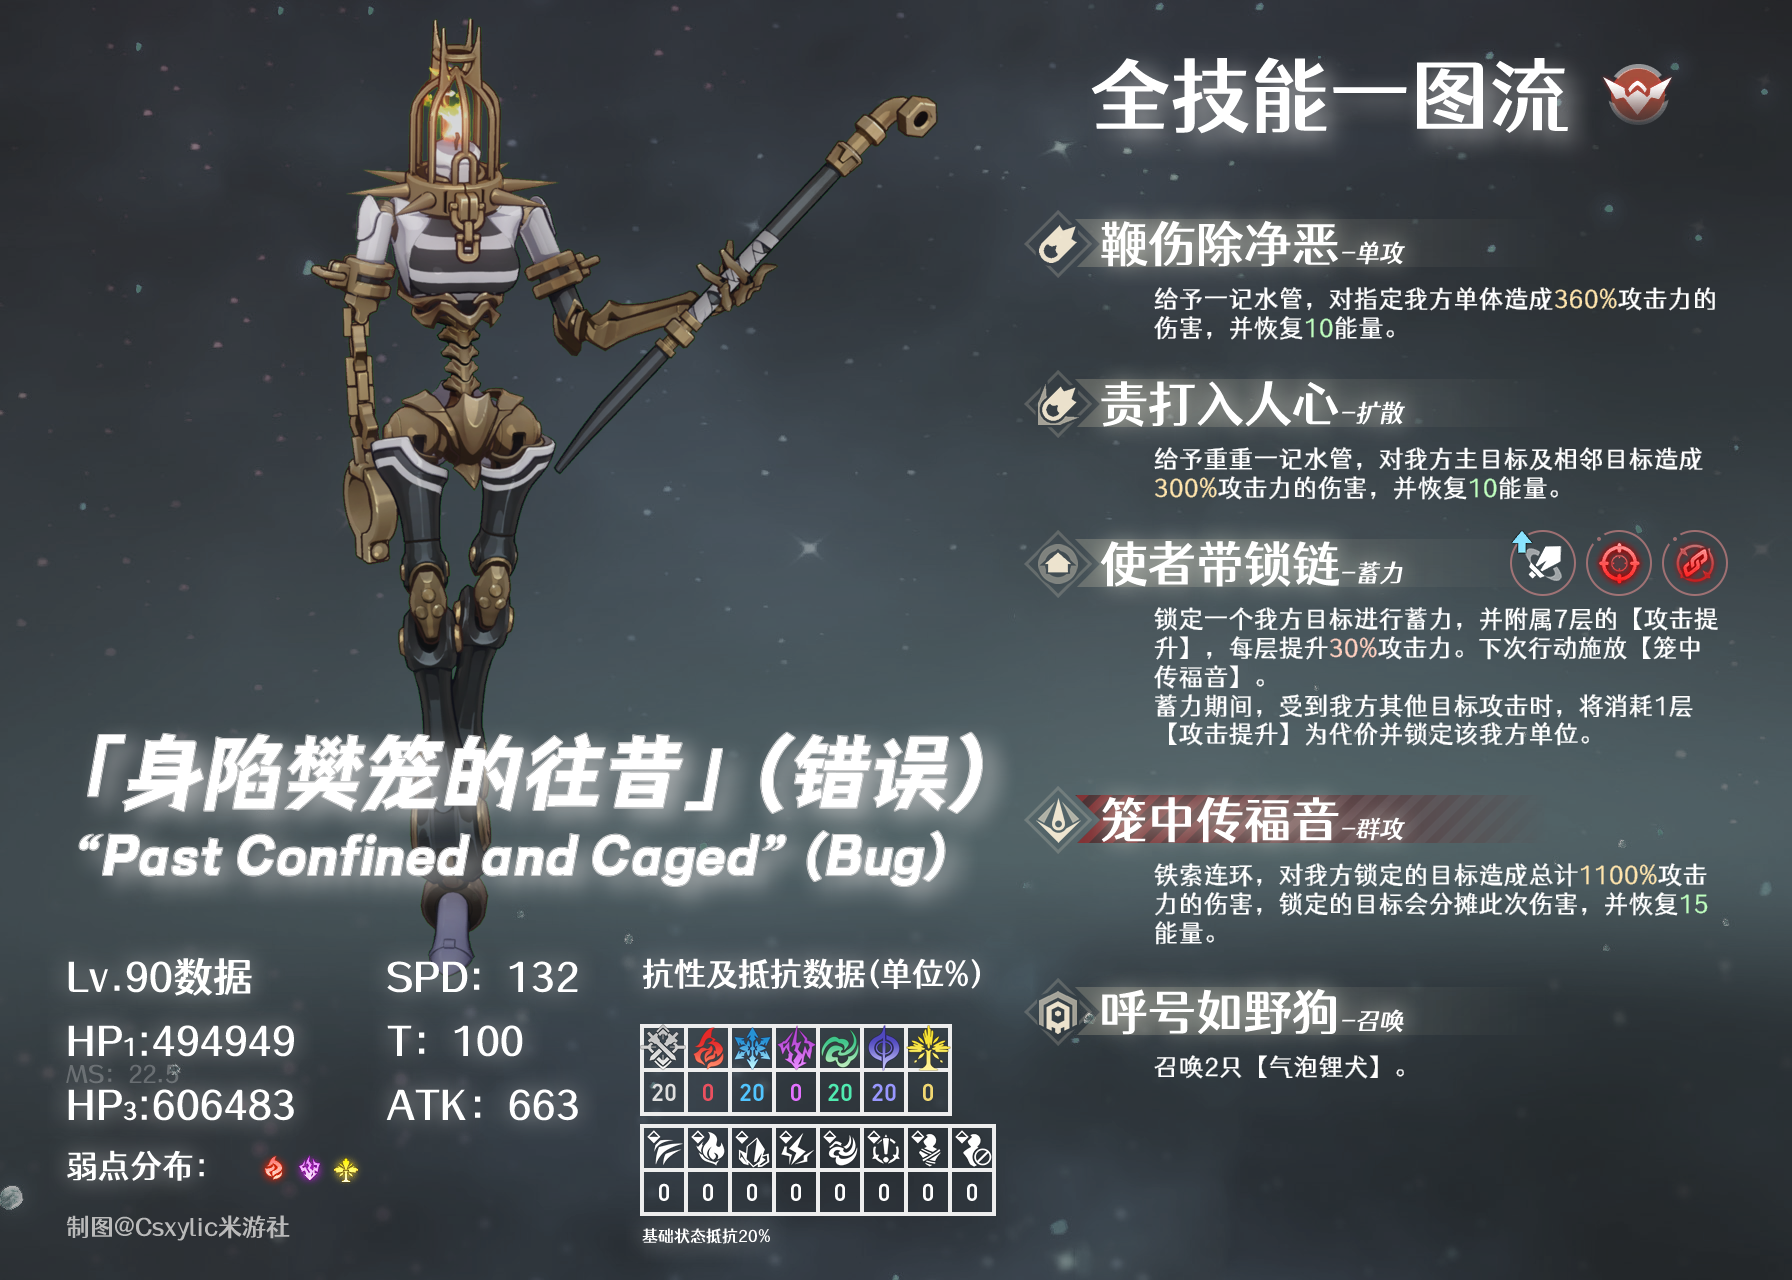 全技能一图流
鞭伤除净恶-单攻
给予一记水管，对指定我方单体造成360%攻击力的
伤害，并恢复10能量。
责打入人心-扩散
给予重重一记水管，对我方主目标及相邻目标造成
300%攻击力的伤害，并恢复10能量。
使者带锁链-蓄力
锁定一个我方目标进行蓄力，并附属7层的【攻击提
升】，每层提升30%攻击力。下次行动施放【笼中
传福音】。
蓄力期间，受到我方其他目标攻击时，将消耗1层
【攻击提升】为代价并锁定该我方单位。
笼中传福音-群攻
铁索连环，对我方锁定的目标造成总计1100%攻击
力的伤害，锁定的目标会分摊此次伤害，并恢复15
能量。
呼号如野狗-召唤
召唤2只【气泡锂犬】。
「身陷樊笼的往昔」（错误）
“Past Confined and Caged” (Bug)
Lv.90数据 SPD: 132
HP1:494949 T: 100
MS: 22.5
HP3:606483 ATK: 663
弱点分布:
制图@Csxylic米游社
抗性及抵抗数据(单位%)
20 0 20 0 20 20 0
0 0 0 0 0 0 0 0
基础状态抵抗20%